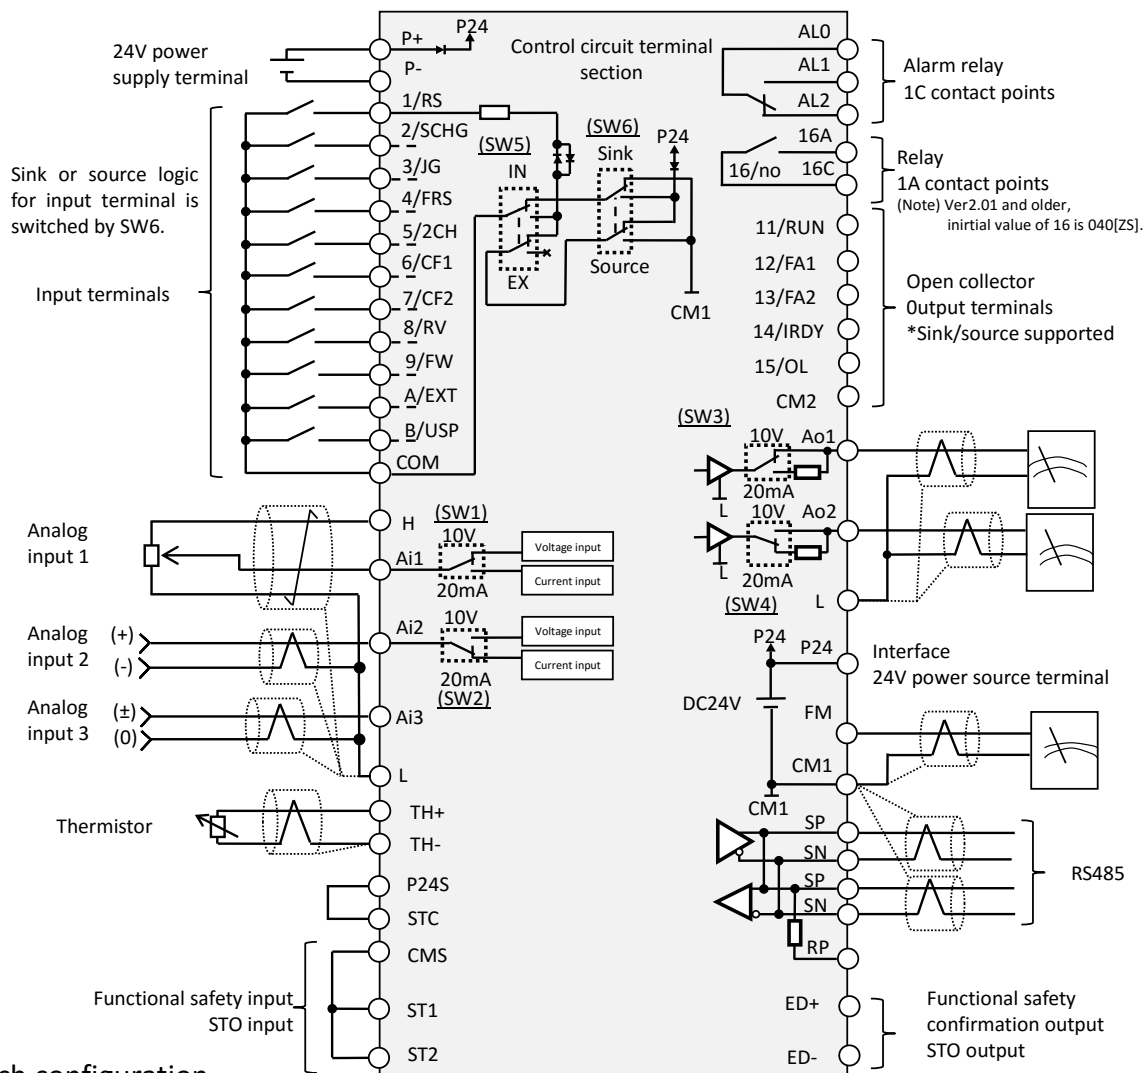 24V power
supply terminal
P+
P24
P-
Control circuit terminal
section
AL0
AL1
AL2
Alarm relay
1C contact points
Sink or source logic
for input terminal is
switched by SW6.
Input terminals
1/RS
2/SCHG
3/JG
4/FRS
5/2CH
6/CF1
7/CF2
8/RV
9/FW
A/EXT
B/USP
COM
(SW5)
IN
EX
(SW6)
Sink
Source
P24
CM1
16A
16/no
16C
Relay
1A contact points
(Note) Ver2.01 and older,
inirtial value of 16 is 040[ZS].
11/RUN
12/FA1
13/FA2
14/IRDY
15/OL
CM2
Open collector
0utput terminals
*Sink/source supported
(SW3)
10V
Ao1
20mA
L
10V
Ao2
20mA
L
(SW4)
L
Analog
input 1
H
Ai1
(SW1)
10V
20mA
Voltage input
Current input
Analog
input 2
(+)
(-)
Ai2
10V
20mA
(SW2)
Voltage input
Current input
Analog
input 3
(±)
(0)
Ai3
L
P24
P24
DC24V
Interface
24V power source terminal
FM
CM1
CM1
Thermistor
TH+
TH-
SP
SN
SP
SN
RP
RS485
P24S
STC
CMS
ST1
ST2
Functional safety input
STO input
ED+
ED-
Functional safety
confirmation output
STO output